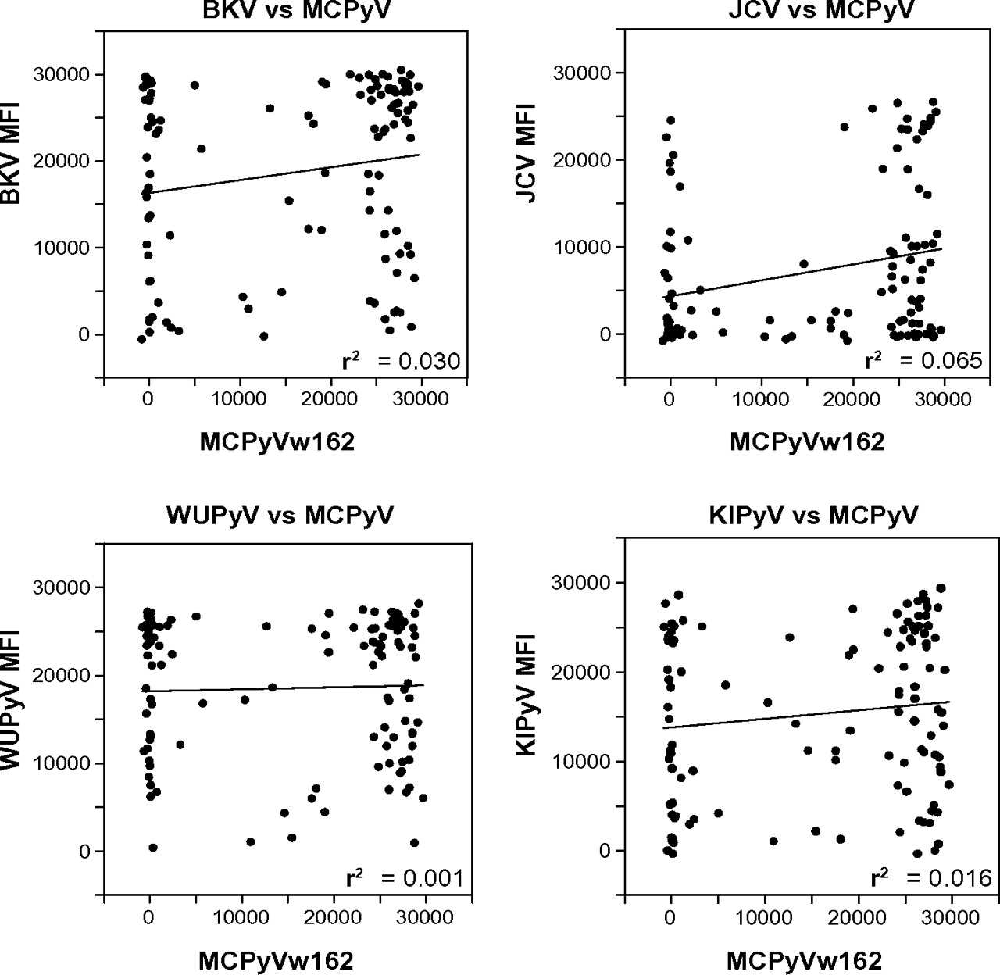 BKV vs MCPyV
BKV MFI
30000
20000
10000
0
r² = 0.030
0 10000 20000 30000
MCPyVw162
JCV vs MCPyV
JCV MFI
30000
20000
10000
0
r² = 0.065
0 10000 20000 30000
MCPyVw162
WUPyV vs MCPyV
WUPyV MFI
30000
20000
10000
0
r² = 0.001
0 10000 20000 30000
MCPyVw162
KIPyV vs MCPyV
KIPyV MFI
30000
20000
10000
0
r² = 0.016
0 10000 20000 30000
MCPyVw162